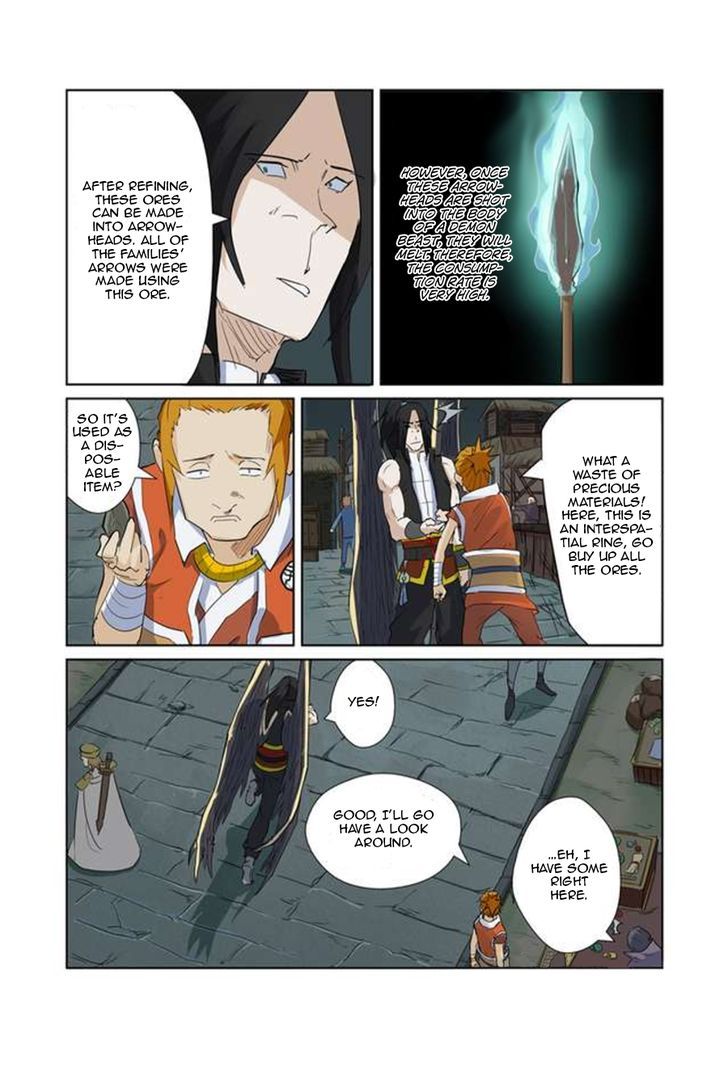 AFTER REFINING,
THESE ORES
CAN BE MADE
INTO ARROW-
HEADS. ALL OF
THE FAMILIES'
ARROWS WERE
MADE USING
THIS ORE.
HOWEVER, ONCE
THESE ARROW-
HEADS ARE SHOT
INTO THE BODY
OF A DEMON
BEAST, THEY WILL
MELT. THEREFORE,
THE CONSUMP-
TION RATE IS
VERY HIGH.
SO IT'S
USED AS
A DIS-
POS-
ABLE
ITEM?
WHAT A
WASTE OF
PRECIOUS
MATERIALS!
HERE, THIS IS
AN INTERSPA-
TIAL RING, GO
BUY UP ALL
THE ORES.
YES!
GOOD, I'LL GO
HAVE A LOOK
AROUND.
...EH, I
HAVE SOME
RIGHT
HERE.